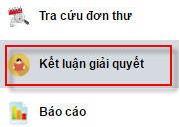 Tra cứu đơn thư
Kết luận giải quyết
Báo cáo